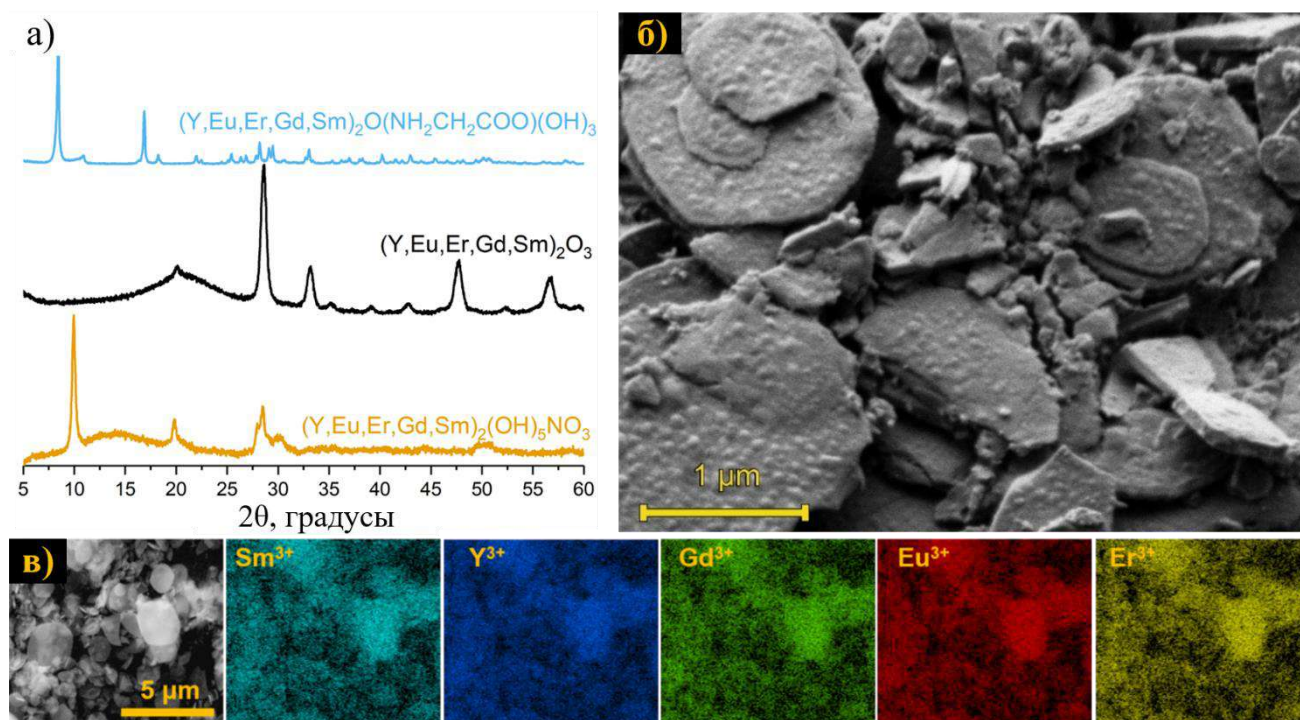 а)
(Y,Eu,Er,Gd,Sm)₂O(NH₂CH₂COO)(OH)₃
(Y,Eu,Er,Gd,Sm)₂O₃
(Y,Eu,Er,Gd,Sm)₂(OH)₅NO₃
5 10 15 20 25 30 35 40 45 50 55 60
2θ, градусы
б)
1 µm
в)
5 µm
Sm³⁺
Y³⁺
Gd³⁺
Eu³⁺
Er³⁺